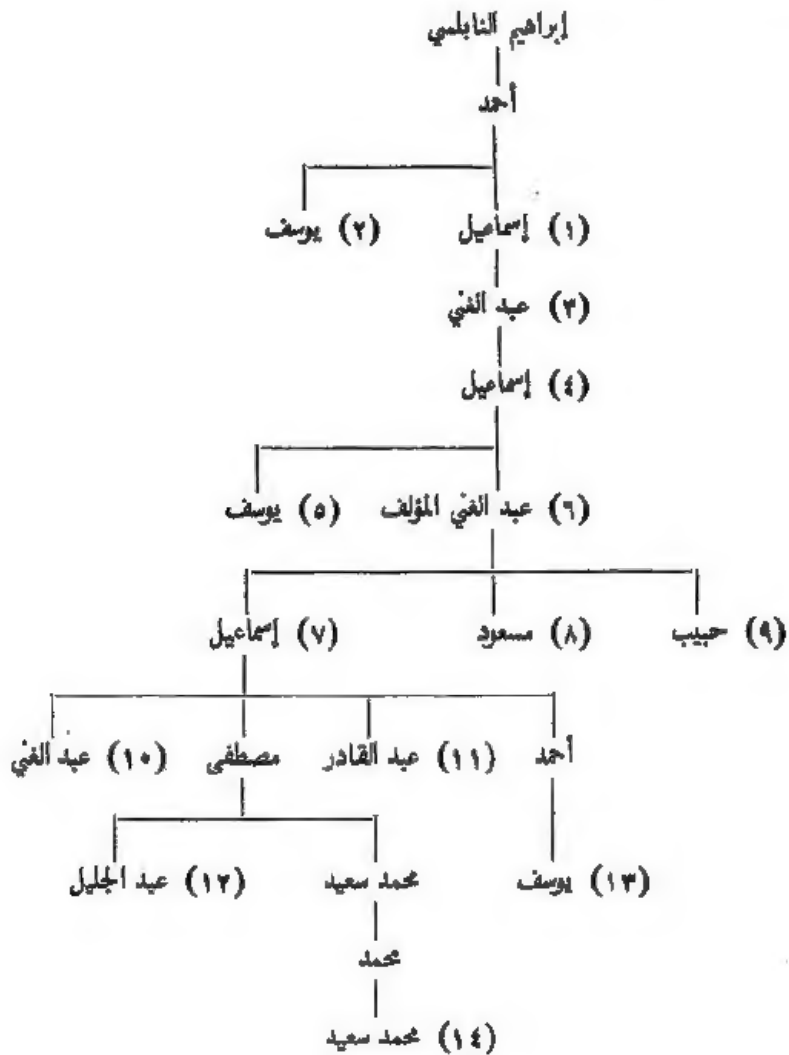 إبراهيم النابلسي
أحمد
(١) إسماعيل (٢) يوسف
(٣) عبد الغني
(٤) إسماعيل
(٦) عبد الغني المؤلف (٥) يوسف
(٩) حبيب (٨) مسعود (٧) إسماعيل
أحمد (١١) عبد القادر مصطفى (١٠) عبد الغني
(١٣) يوسف محمد سعيد (١٢) عبد الجليل
محمد
(١٤) محمد سعيد